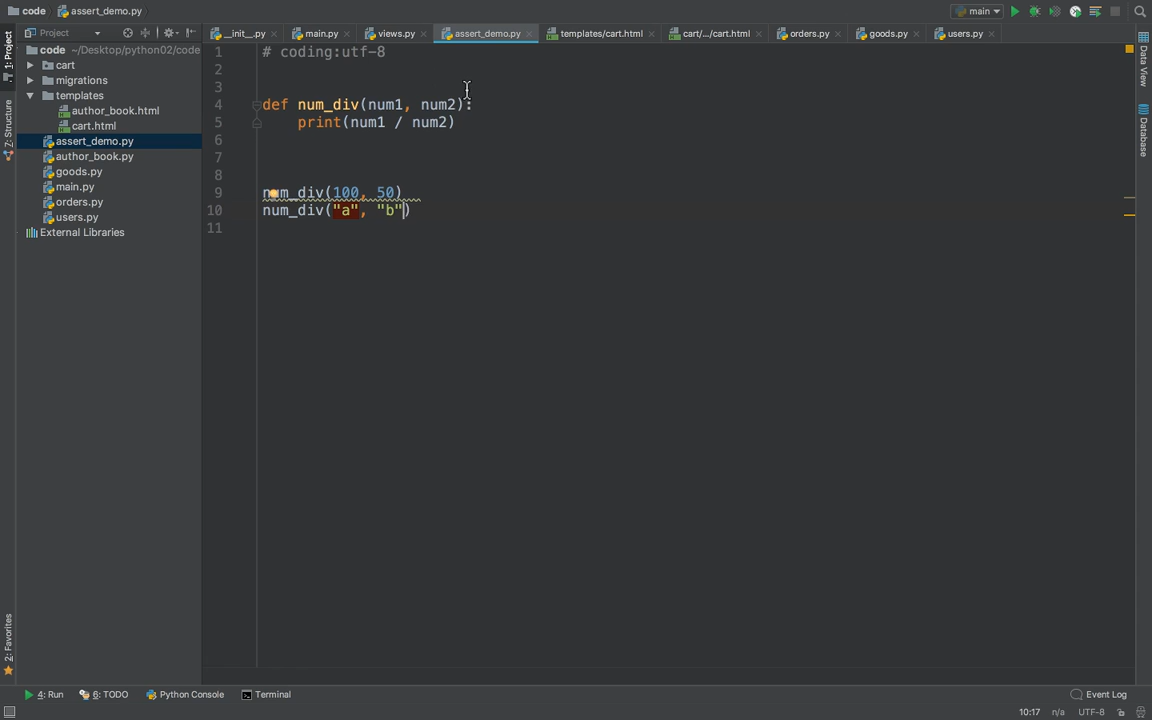 code assert_demo.py main
Project __init__.py main.py views.py assert_demo.py templates/cart.html cart/.../cart.html orders.py goods.py users.py
1: Project
Z: Structure
2: Favorites
code ~/Desktop/python02/code
cart
migrations
templates
author_book.html
cart.html
assert_demo.py
author_book.py
goods.py
main.py
orders.py
users.py
External Libraries
1 # coding:utf-8
2
3
4 def num_div(num1, num2):
5 print(num1 / num2)
6
7
8
9 num_div(100, 50)
10 num_div("a", "b")
11
Data View
Database
4: Run 6: TODO Python Console Terminal Event Log
10:17 n/a UTF-8